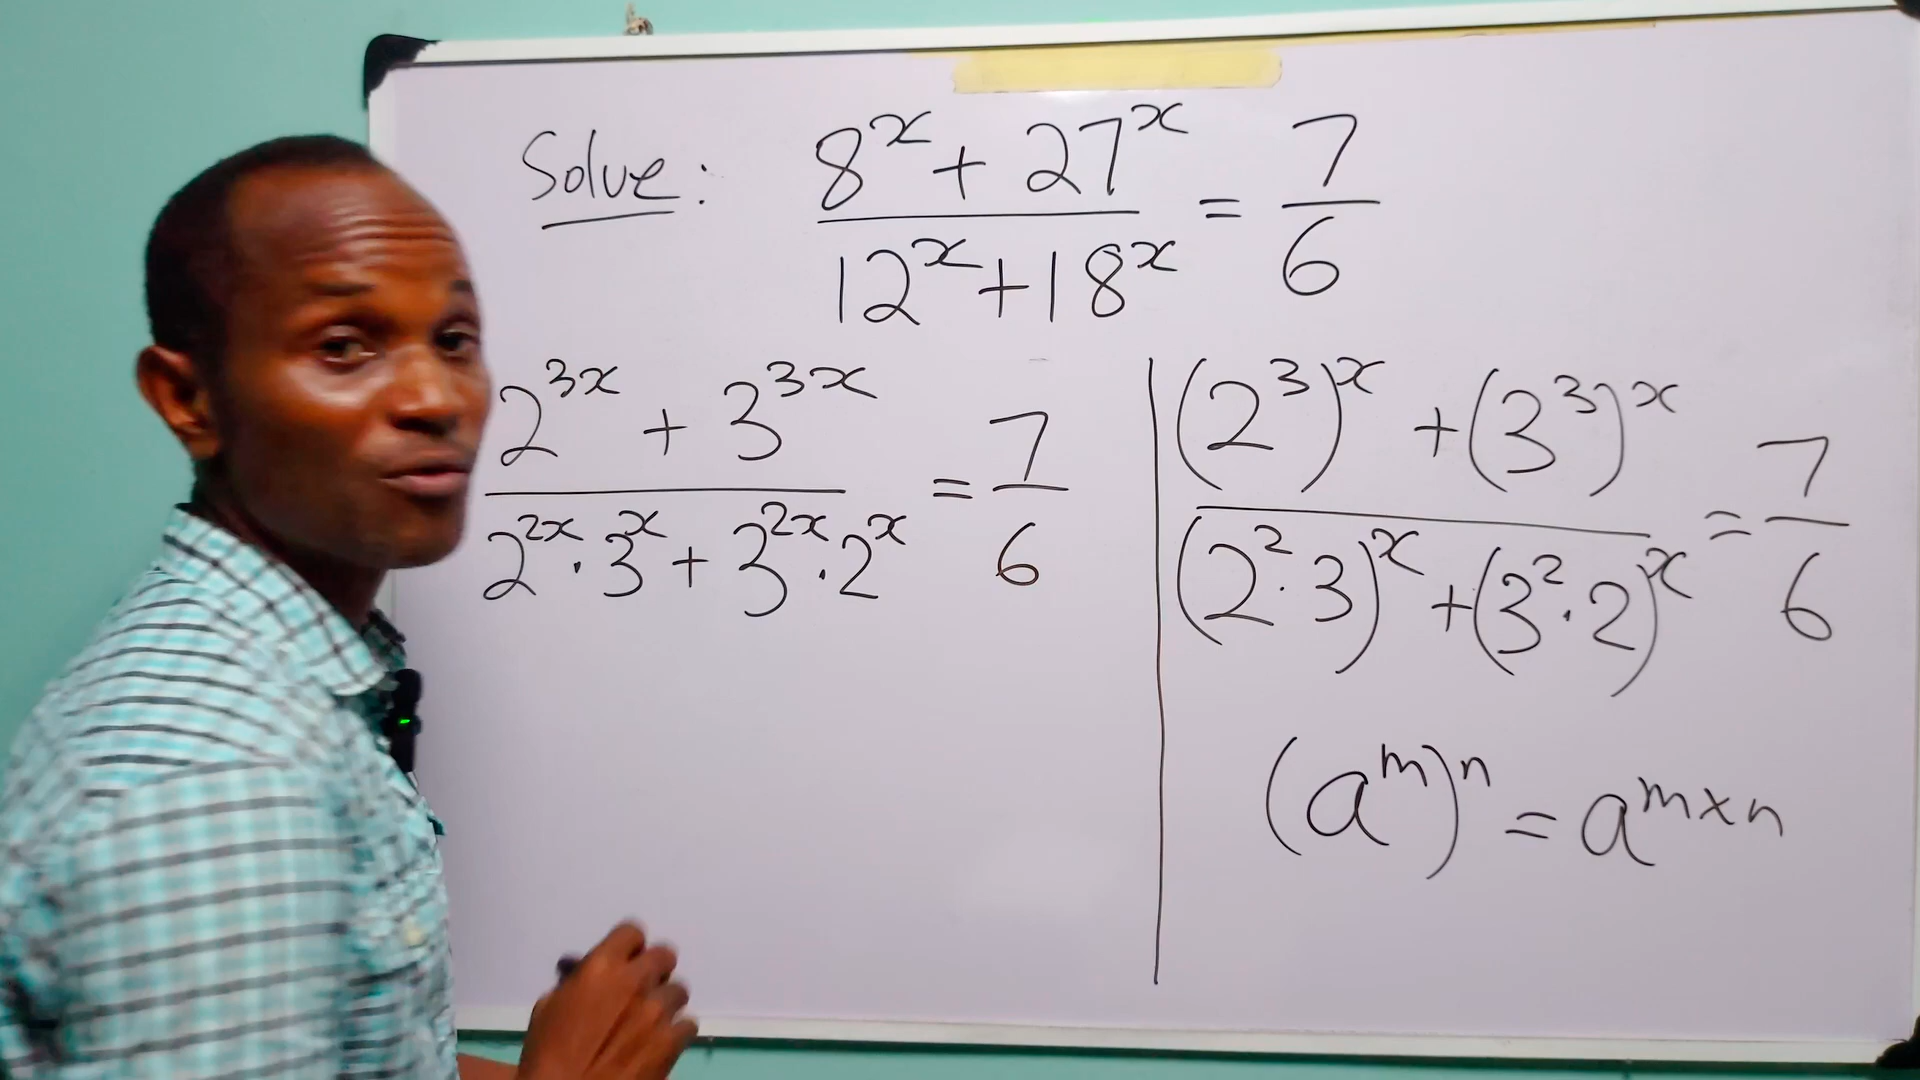 Solve: (8^x + 27^x)/(12^x + 18^x) = 7/6
(2^3)^x + (3^3)^x / (2^2·3)^x + (3^2·2)^x = 7/6
2^{3x} + 3^{3x} / 2^{2x}·3^x + 3^{2x}·2^x = 7/6
(a^m)^n = a^{m×n}